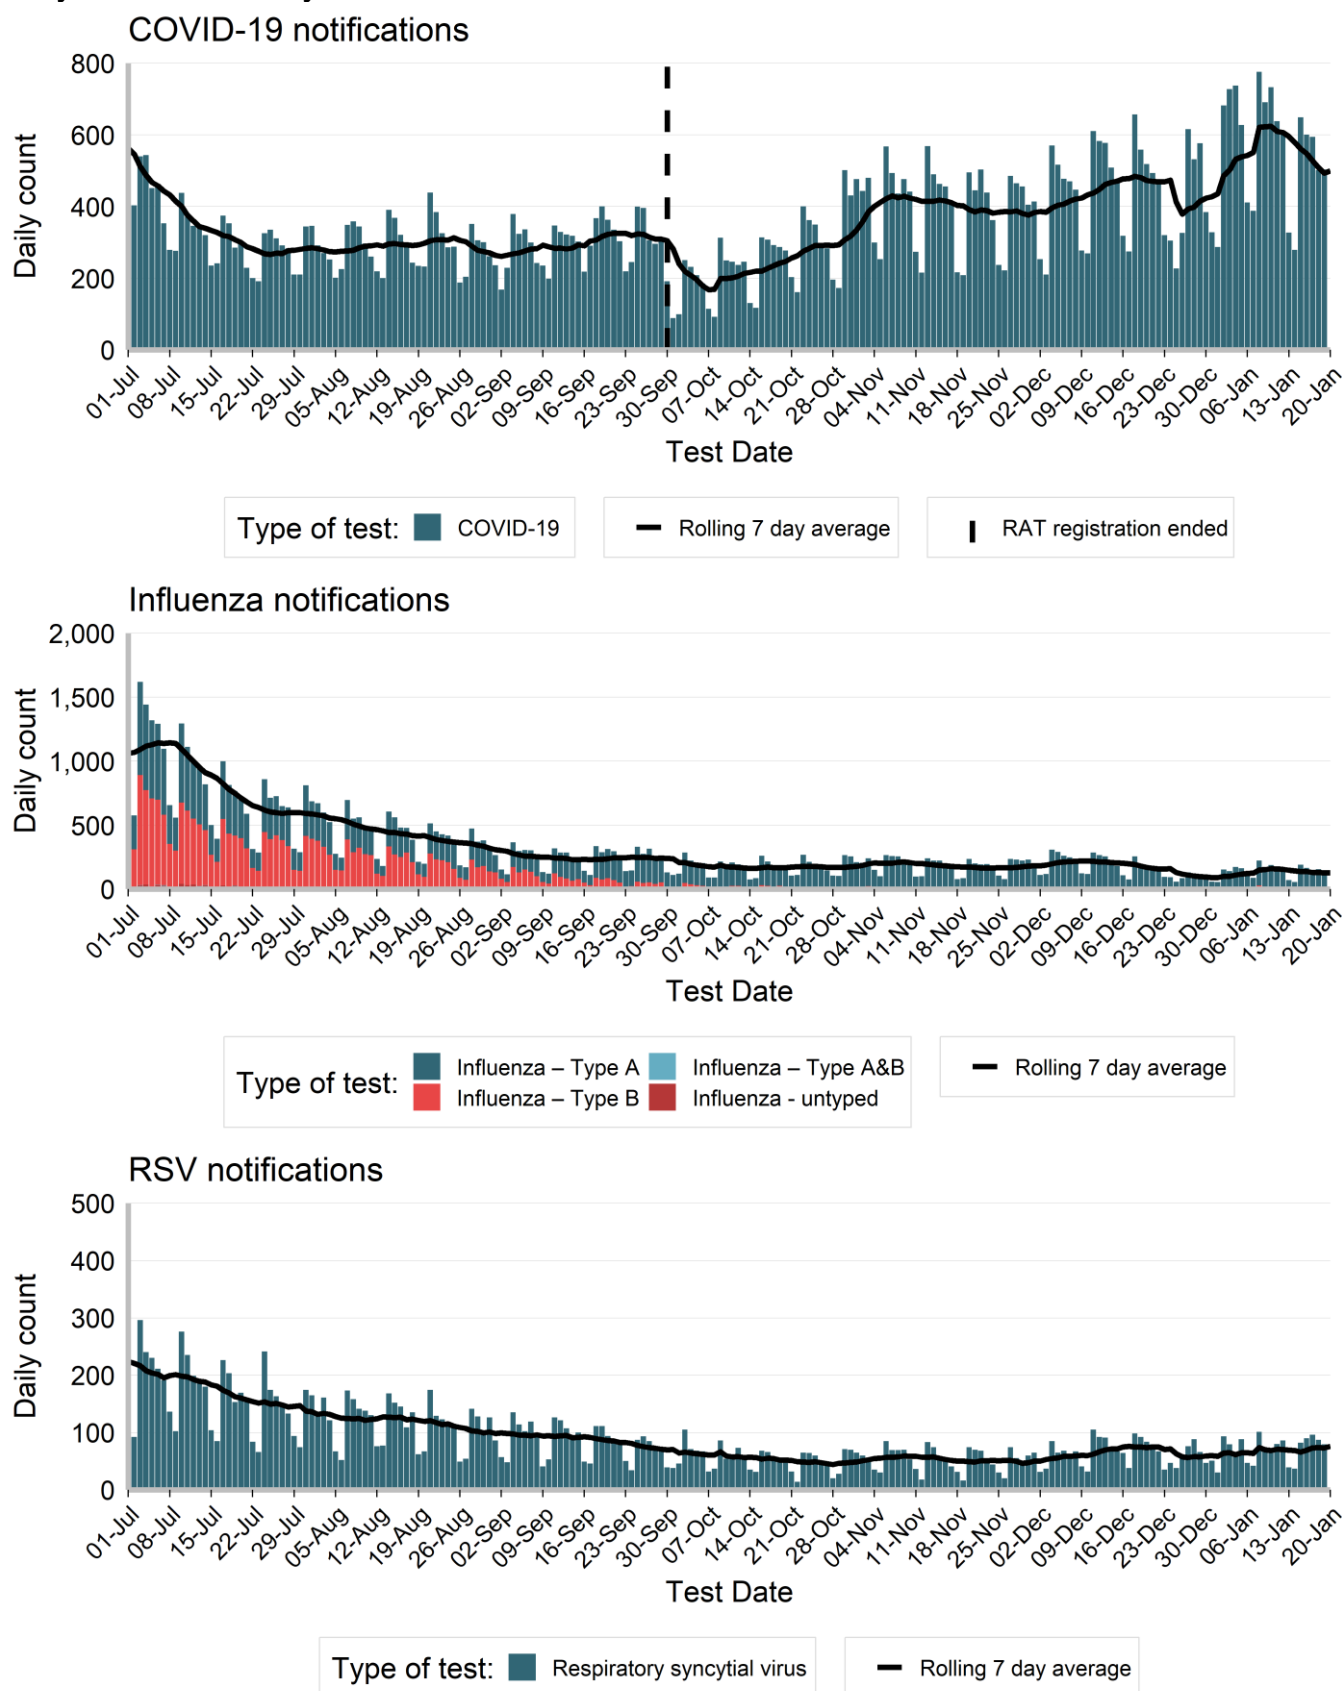 COVID-19 notifications
800
600
400
200
0
Daily count
01-Jul 08-Jul 15-Jul 22-Jul 29-Jul 05-Aug 12-Aug 19-Aug 26-Aug 02-Sep 09-Sep 16-Sep 23-Sep 30-Sep 07-Oct 14-Oct 21-Oct 28-Oct 04-Nov 11-Nov 18-Nov 25-Nov 02-Dec 09-Dec 16-Dec 23-Dec 30-Dec 06-Jan 13-Jan 20-Jan
Test Date
Type of test: COVID-19 Rolling 7 day average RAT registration ended
Influenza notifications
2,000
1,500
1,000
500
0
Daily count
01-Jul 08-Jul 15-Jul 22-Jul 29-Jul 05-Aug 12-Aug 19-Aug 26-Aug 02-Sep 09-Sep 16-Sep 23-Sep 30-Sep 07-Oct 14-Oct 21-Oct 28-Oct 04-Nov 11-Nov 18-Nov 25-Nov 02-Dec 09-Dec 16-Dec 23-Dec 30-Dec 06-Jan 13-Jan 20-Jan
Test Date
Type of test:
Influenza – Type A Influenza – Type A&B
Influenza – Type B Influenza - untyped
Rolling 7 day average
RSV notifications
500
400
300
200
100
0
Daily count
01-Jul 08-Jul 15-Jul 22-Jul 29-Jul 05-Aug 12-Aug 19-Aug 26-Aug 02-Sep 09-Sep 16-Sep 23-Sep 30-Sep 07-Oct 14-Oct 21-Oct 28-Oct 04-Nov 11-Nov 18-Nov 25-Nov 02-Dec 09-Dec 16-Dec 23-Dec 30-Dec 06-Jan 13-Jan 20-Jan
Test Date
Type of test: Respiratory syncytial virus Rolling 7 day average